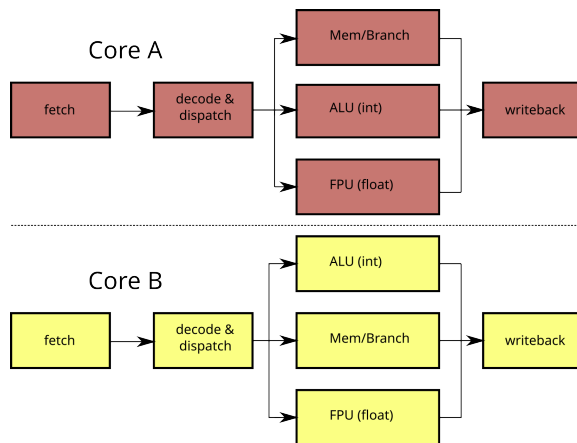 Core A
Mem/Branch
fetch
decode &
dispatch
ALU (int)
writeback
FPU (float)
Core B
ALU (int)
fetch
decode &
dispatch
Mem/Branch
writeback
FPU (float)